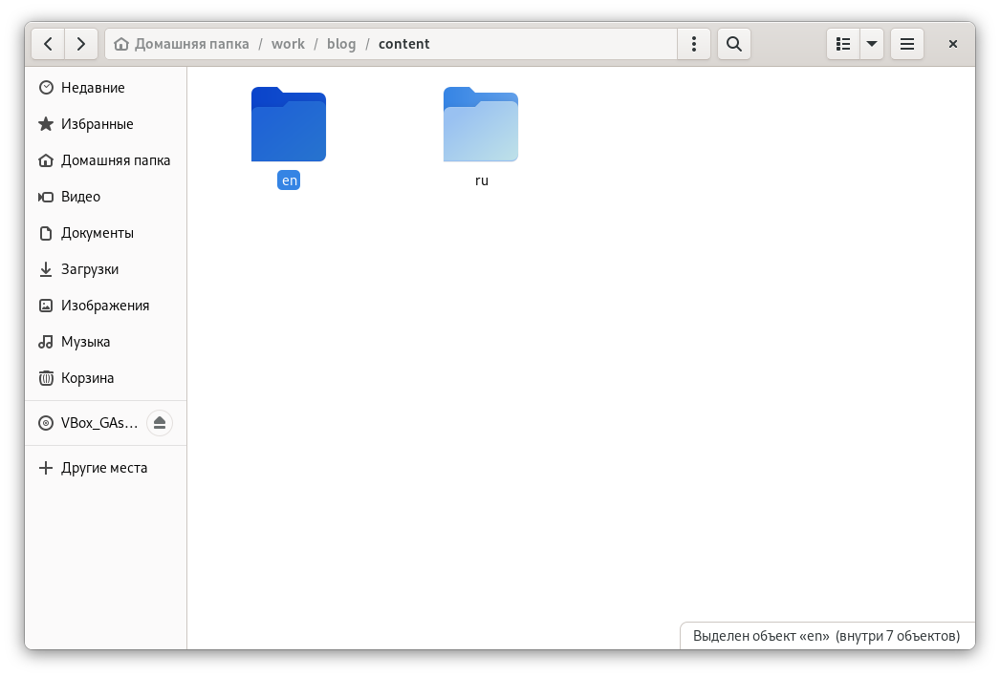 Домашняя папка / work / blog / content
Недавние
Избранные
Домашняя папка
Видео
Документы
Загрузки
Изображения
Музыка
Корзина
VBox_GAs...
Другие места
en
ru
Выделен объект «en» (внутри 7 объектов)